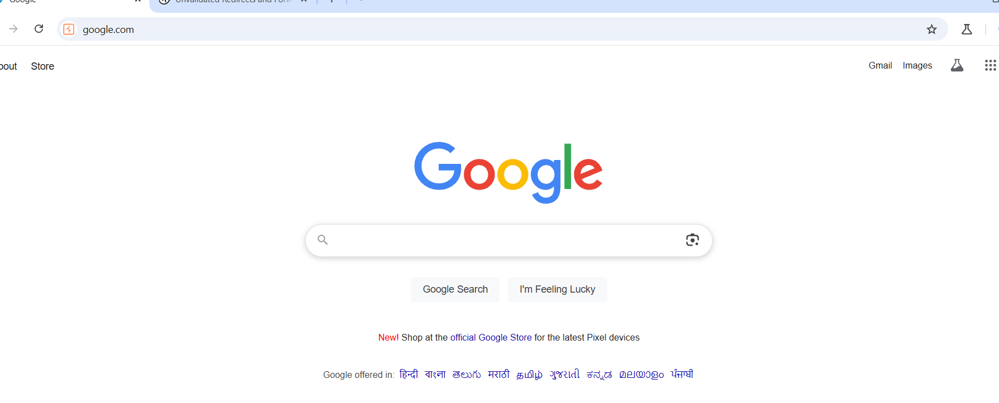 Google
Unvalidated Redirects and Forw
google.com
bout Store
Gmail Images
Google
Google Search I'm Feeling Lucky
New! Shop at the official Google Store for the latest Pixel devices
Google offered in: हिन्दी বাংলা తెలుగు मराठी தமிழ் ગુજરાતી ಕನ್ನಡ മലയാളം ਪੰਜਾਬੀ